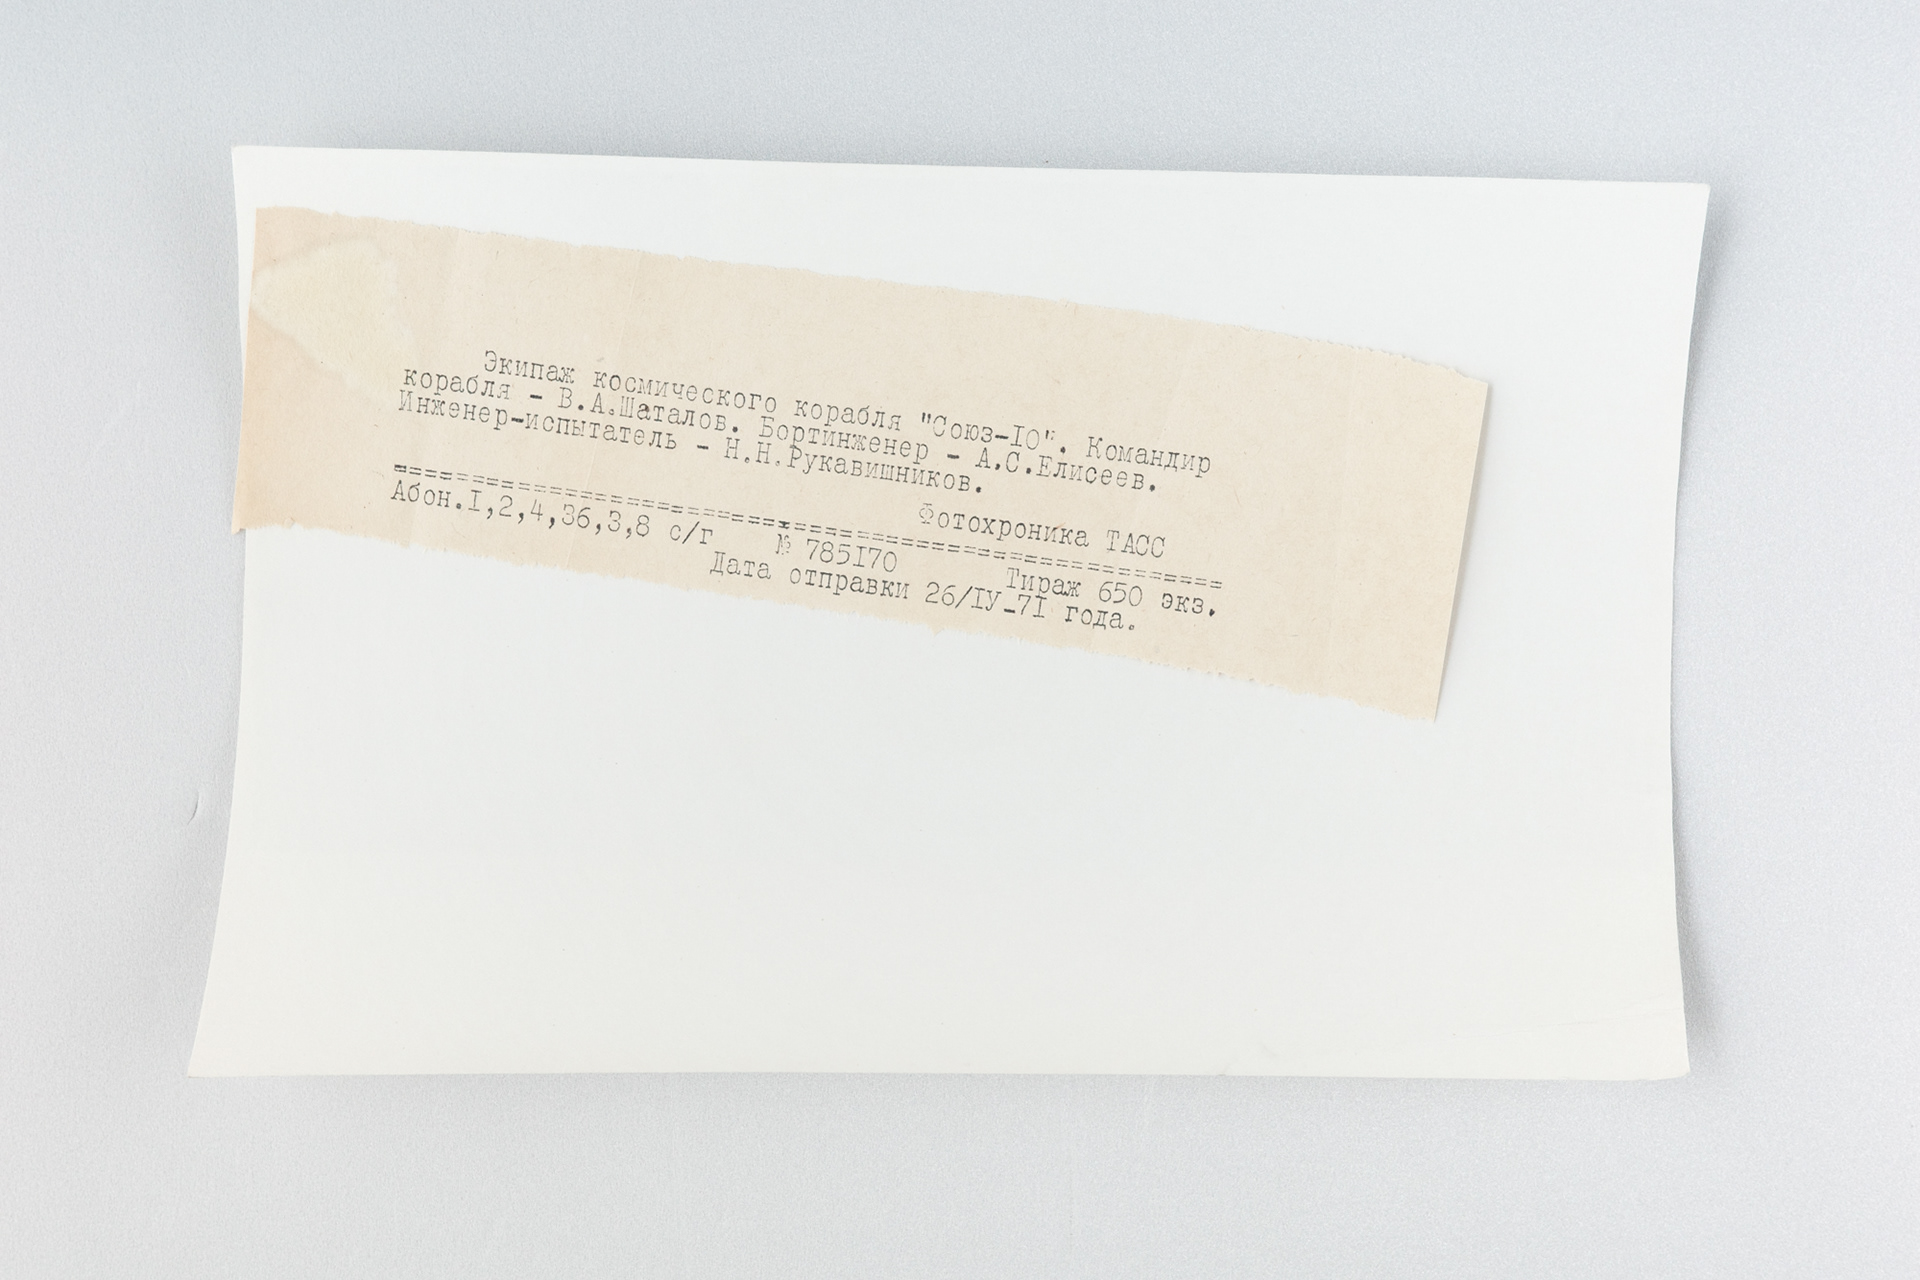 Экипаж космического корабля "Союз-IO". Командир
корабля - В.А.Шаталов. Бортинженер - А.С.Елисеев.
Инженер-испытатель - Н.Н.Рукавишников.
Фотохроника ТАСС
==============================================
Абон.I,2,4,36,3,8 с/г № 785I70 Тираж 650 экз.
Дата отправки 26/IУ-7I года.